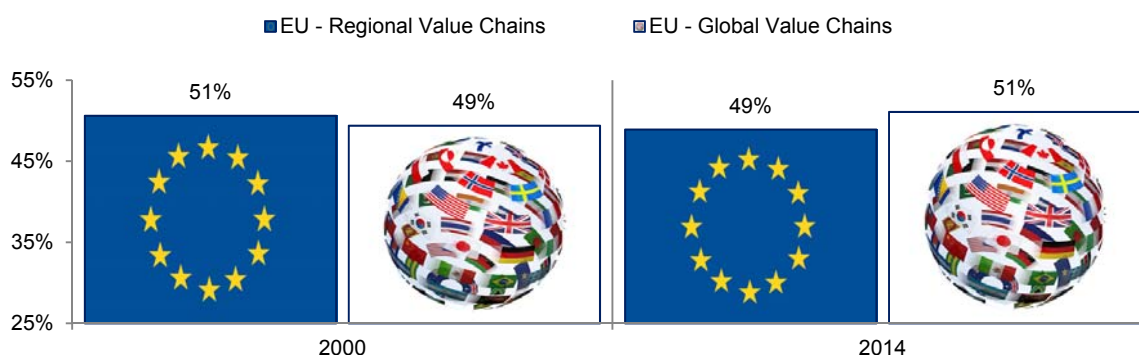 EU - Regional Value Chains EU - Global Value Chains
55%
51% 49% 49% 51%
45%
35%
25%
2000 2014